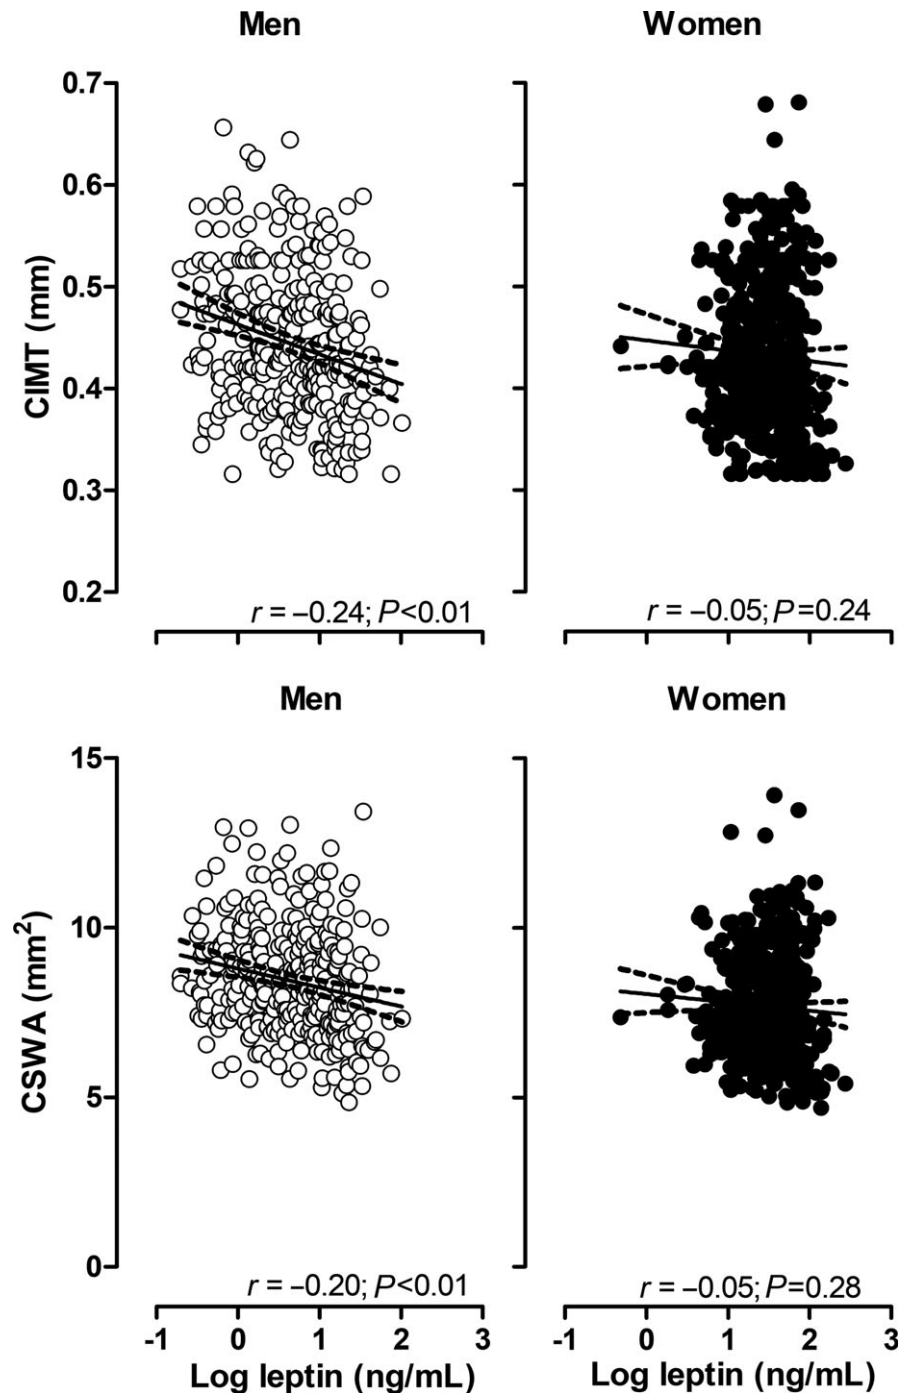 Men Women
0.7
0.6
0.5
0.4
0.3
0.2
CIMT (mm)
r = –0.24; P<0.01 r = –0.05; P=0.24
Men Women
15
10
5
0
CSWA (mm²)
r = –0.20; P<0.01 r = –0.05; P=0.28
-1 0 1 2 3 -1 0 1 2 3
Log leptin (ng/mL) Log leptin (ng/mL)